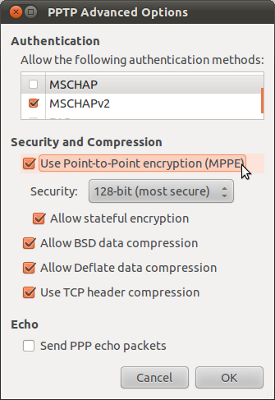 PPTP Advanced Options
Authentication
Allow the following authentication methods:
MSCHAP
MSCHAPv2
Security and Compression
Use Point-to-Point encryption (MPPE)
Security: 128-bit (most secure)
Allow stateful encryption
Allow BSD data compression
Allow Deflate data compression
Use TCP header compression
Echo
Send PPP echo packets
Cancel OK